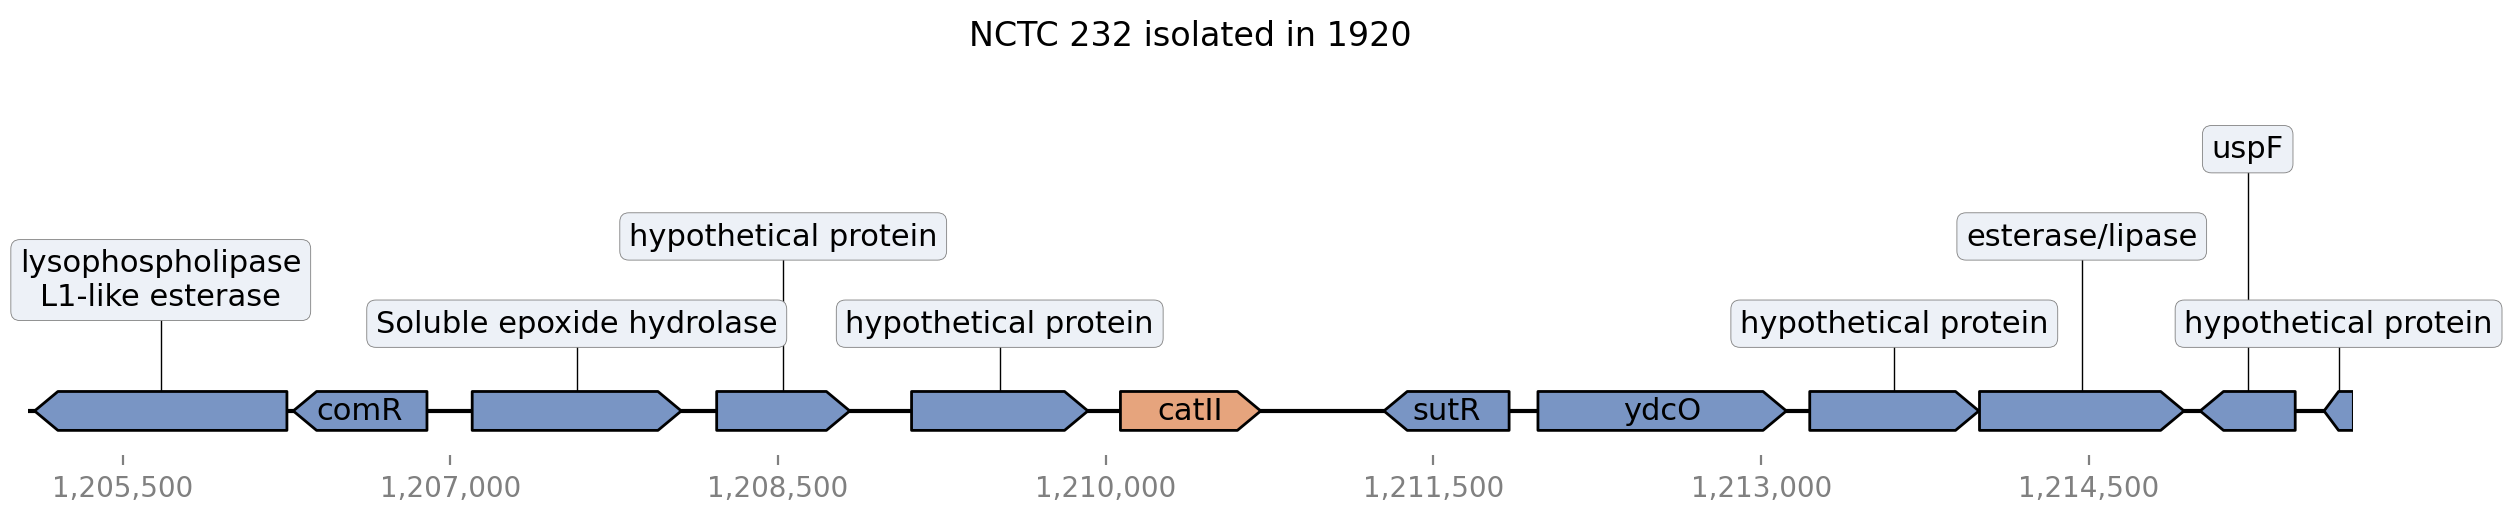 NCTC 232 isolated in 1920
uspF
hypothetical protein
esterase/lipase
lysophospholipase
L1-like esterase
Soluble epoxide hydrolase
hypothetical protein
hypothetical protein
hypothetical protein
comR
catII
sutR
ydcO
1,205,500
1,207,000
1,208,500
1,210,000
1,211,500
1,213,000
1,214,500